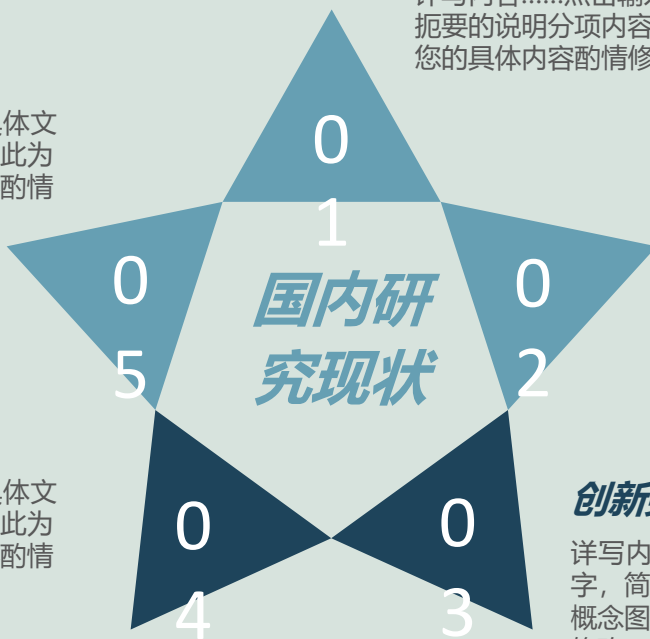 扼要的说明分项内容
您的具体内容酌情修
体文
此为
酌情
0
1
0
5
0
2
国内研
究现状
体文
此为
酌情
0
4
0
3
创新
详写内
字，简
概念图